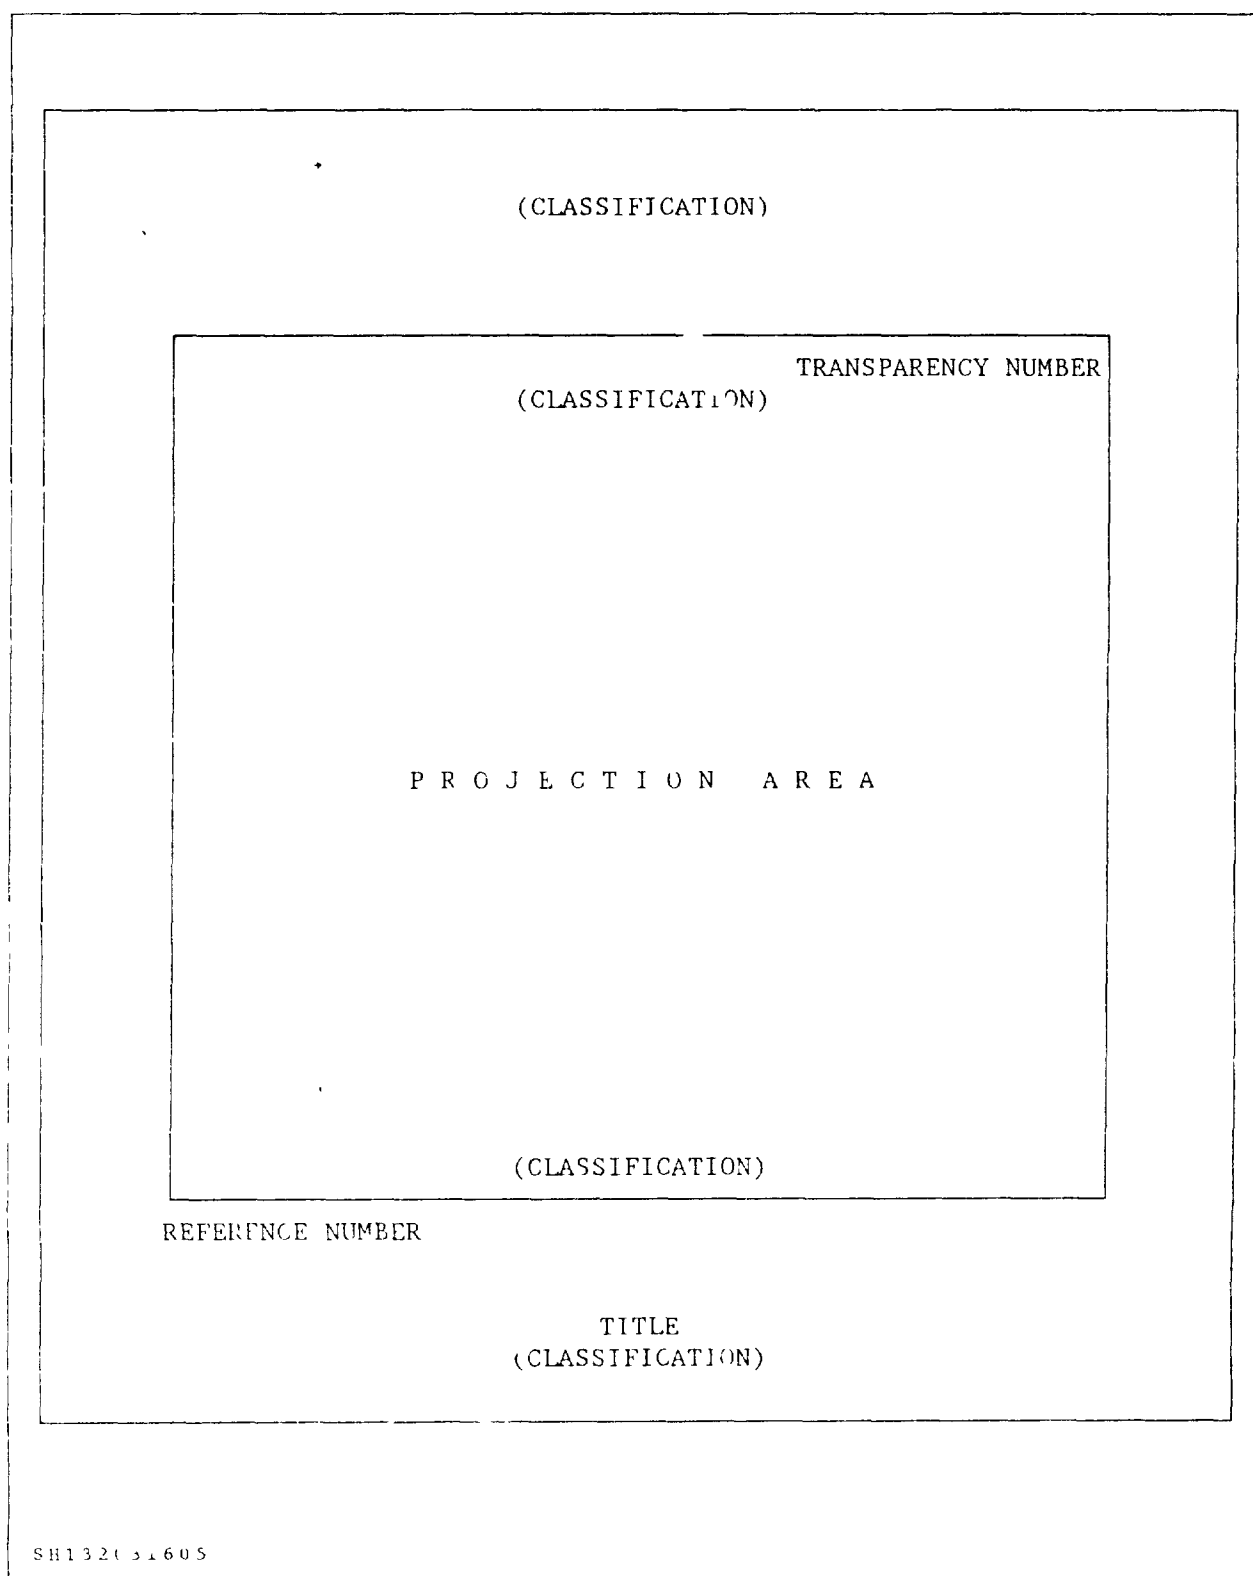 (CLASSIFICATION)
TRANSPARENCY NUMBER
(CLASSIFICATION)
PROJECTION AREA
(CLASSIFICATION)
REFERENCE NUMBER
TITLE
(CLASSIFICATION)